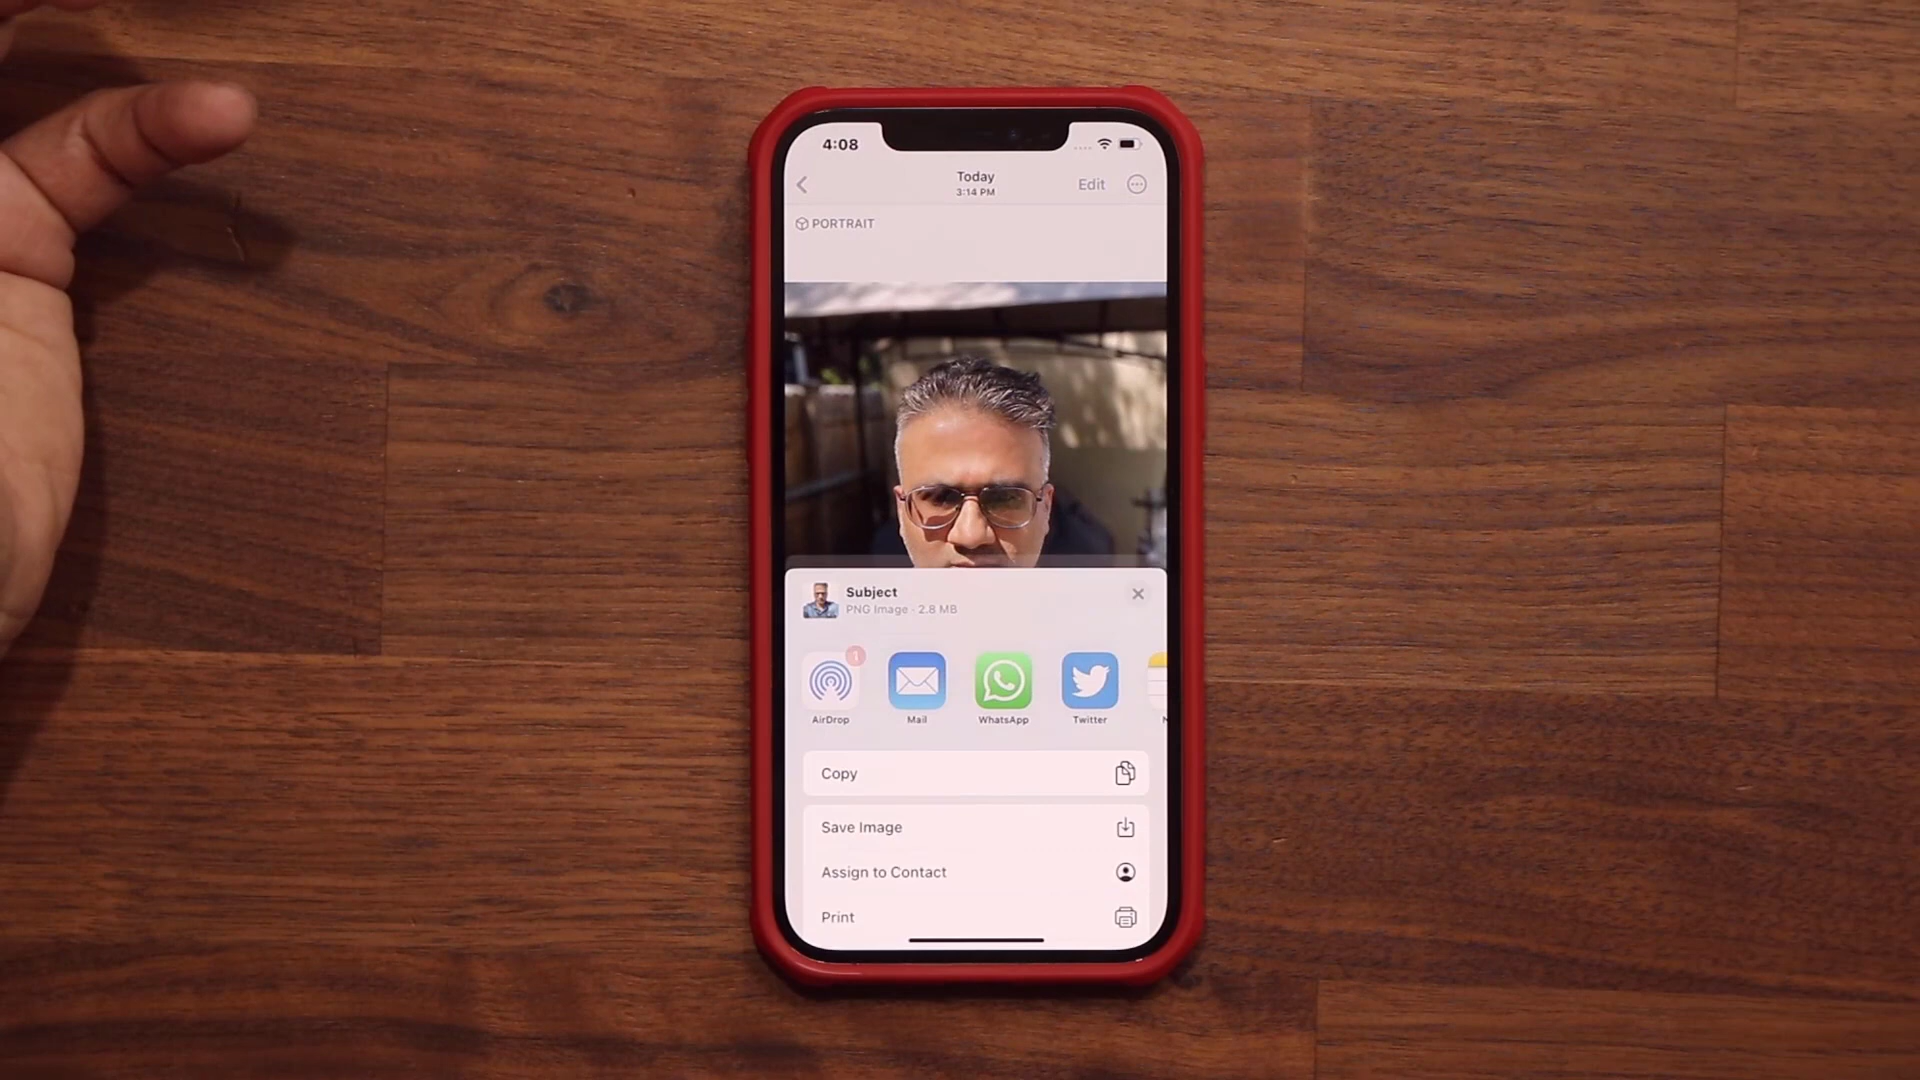 4:08
Today
3:14 PM
Edit
PORTRAIT
Subject
PNG Image · 2.8 MB
1
AirDrop
Mail
WhatsApp
Twitter
Copy
Save Image
Assign to Contact
Print